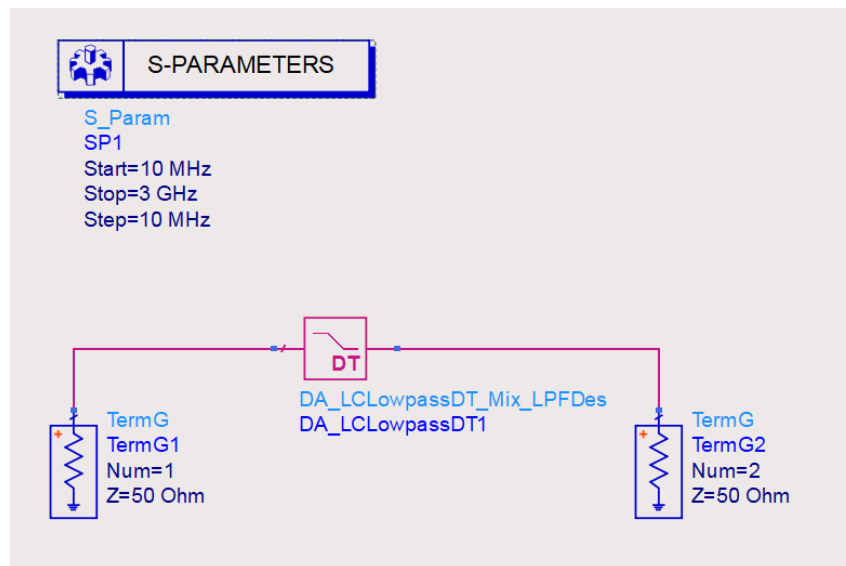 S-PARAMETERS
S_Param
SP1
Start=10 MHz
Stop=3 GHz
Step=10 MHz
DT
DA_LCLowpassDT_Mix_LPFDes
DA_LCLowpassDT1
TermG
TermG1
Num=1
Z=50 Ohm
TermG
TermG2
Num=2
Z=50 Ohm